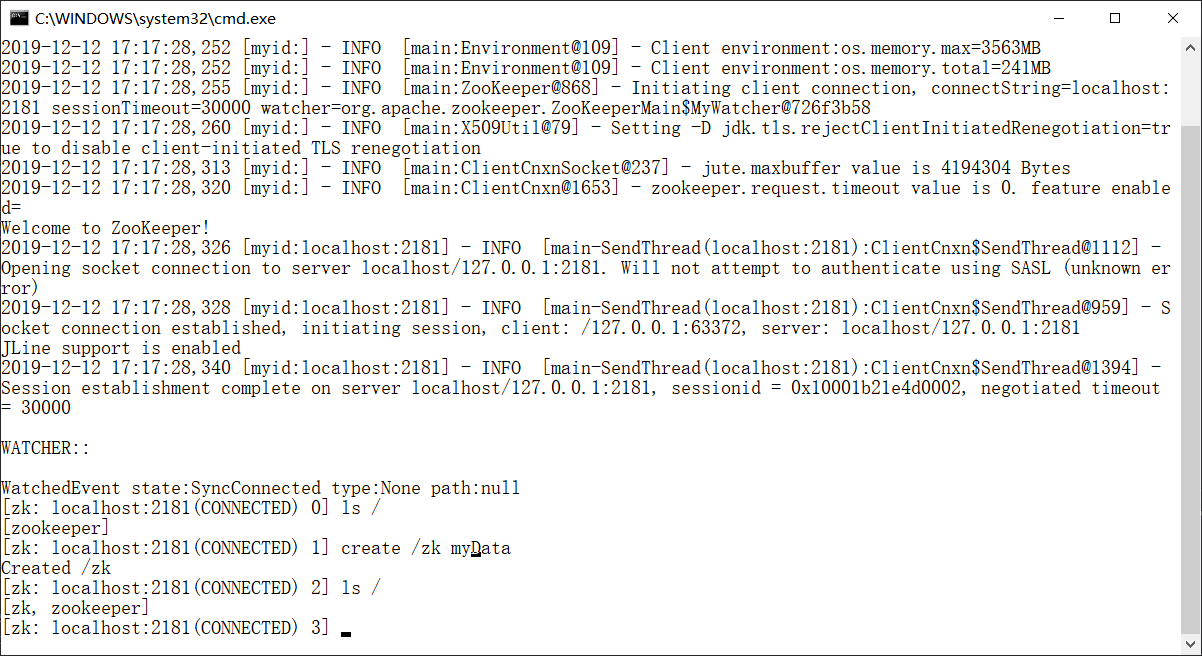 C:\WINDOWS\system32\cmd.exe
2019-12-12 17:17:28,252 [myid:] - INFO  [main:Environment@109] - Client environment:os.memory.max=3563MB
2019-12-12 17:17:28,252 [myid:] - INFO  [main:Environment@109] - Client environment:os.memory.total=241MB
2019-12-12 17:17:28,255 [myid:] - INFO  [main:ZooKeeper@868] - Initiating client connection, connectString=localhost:
2181 sessionTimeout=30000 watcher=org.apache.zookeeper.ZooKeeperMain$MyWatcher@726f3b58
2019-12-12 17:17:28,260 [myid:] - INFO  [main:X509Util@79] - Setting -D jdk.tls.rejectClientInitiatedRenegotiation=tr
ue to disable client-initiated TLS renegotiation
2019-12-12 17:17:28,313 [myid:] - INFO  [main:ClientCnxnSocket@237] - jute.maxbuffer value is 4194304 Bytes
2019-12-12 17:17:28,320 [myid:] - INFO  [main:ClientCnxn@1653] - zookeeper.request.timeout value is 0. feature enable
d=
Welcome to ZooKeeper!
2019-12-12 17:17:28,326 [myid:localhost:2181] - INFO  [main-SendThread(localhost:2181):ClientCnxn$SendThread@1112] -
Opening socket connection to server localhost/127.0.0.1:2181. Will not attempt to authenticate using SASL (unknown er
ror)
2019-12-12 17:17:28,328 [myid:localhost:2181] - INFO  [main-SendThread(localhost:2181):ClientCnxn$SendThread@959] - S
ocket connection established, initiating session, client: /127.0.0.1:63372, server: localhost/127.0.0.1:2181
JLine support is enabled
2019-12-12 17:17:28,340 [myid:localhost:2181] - INFO  [main-SendThread(localhost:2181):ClientCnxn$SendThread@1394] -
Session establishment complete on server localhost/127.0.0.1:2181, sessionid = 0x10001b21e4d0002, negotiated timeout
= 30000
WATCHER::
WatchedEvent state:SyncConnected type:None path:null
[zk: localhost:2181(CONNECTED) 0] ls /
[zookeeper]
[zk: localhost:2181(CONNECTED) 1] create /zk myData
Created /zk
[zk: localhost:2181(CONNECTED) 2] ls /
[zk, zookeeper]
[zk: localhost:2181(CONNECTED) 3]